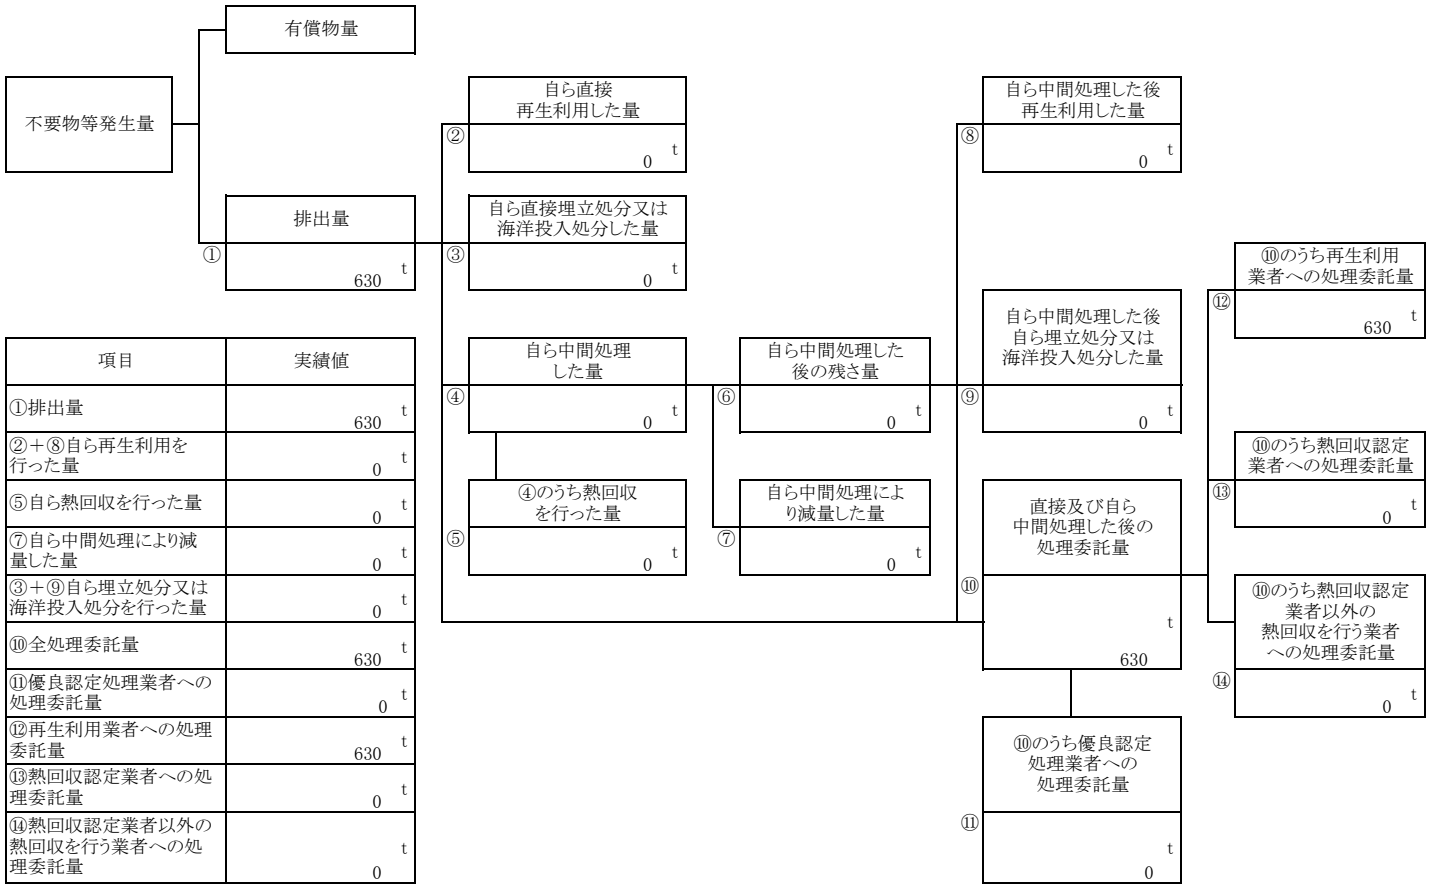 有償物量
不要物等発生量
排出量
①
t
630
自ら直接
再生利用した量
②
t
0
自ら直接埋立処分又は
海洋投入処分した量
③
t
0
自ら中間処理
した量
④
t
0
④のうち熱回収
を行った量
⑤
t
0
自ら中間処理した
後の残さ量
⑥
t
0
自ら中間処理によ
り減量した量
⑦
t
0
自ら中間処理した後
再生利用した量
⑧
t
0
自ら中間処理した後
自ら埋立処分又は
海洋投入処分した量
⑨
t
0
直接及び自ら
中間処理した後の
処理委託量
⑩
t
630
⑩のうち優良認定
処理業者への
処理委託量
⑪
t
0
⑩のうち再生利用
業者への処理委託量
⑫
t
630
⑩のうち熱回収認定
業者への処理委託量
⑬
t
0
⑩のうち熱回収認定
業者以外の
熱回収を行う業者
への処理委託量
⑭
t
0
項目 実績値
①排出量
t
630
②＋⑧自ら再生利用を
行った量
t
0
⑤自ら熱回収を行った量
t
0
⑦自ら中間処理により減
量した量
t
0
③＋⑨自ら埋立処分又は
海洋投入処分を行った量
t
0
⑩全処理委託量
t
630
⑪優良認定処理業者への
処理委託量
t
0
⑫再生利用業者への処理
委託量
t
630
⑬熱回収認定業者への処
理委託量
t
0
⑭熱回収認定業者以外の
熱回収を行う業者への処
理委託量
t
0